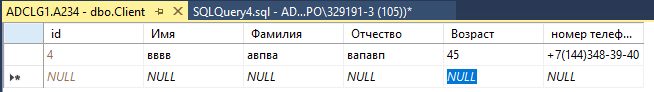 ADCLG1.A234 - dbo.Client SQLQuery4.sql - AD...PO\329191-3 (105))*
id Имя Фамилия Отчество Возраст номер телеф...
4 вввв авпва вапавп 45 +7(144)348-39-40
NULL NULL NULL NULL NULL NULL